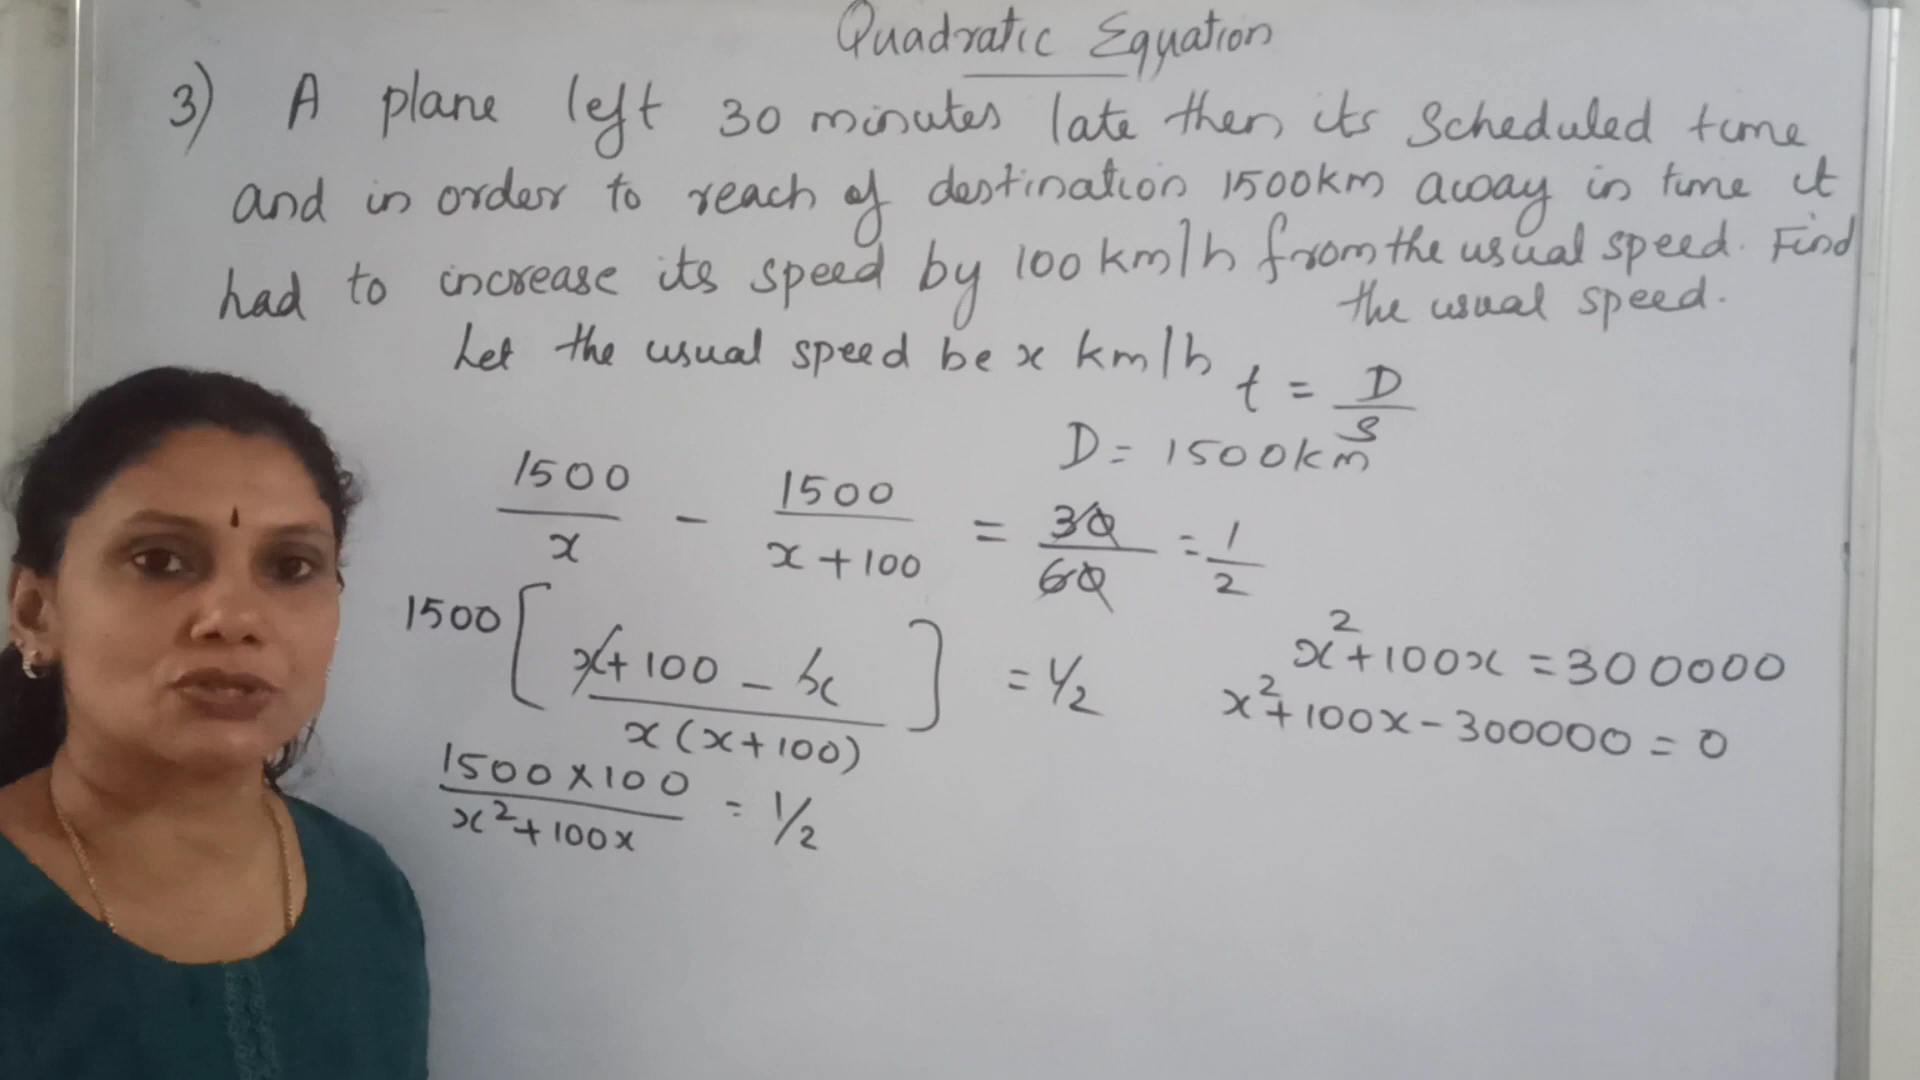 Quadratic Equation
3) A plane left 30 minutes late then its Scheduled time
and in order to reach of destination 1500km away in time it
had to increase its speed by 100 km/h from the usual speed. Find
the usual speed.
Let the usual speed be x km/h
t = D/S
D = 1500km
1500/x - 1500/x+100 = 30/60 = 1/2
1500 [ x+100 - x / x(x+100) ] = 1/2
x²+100x = 300000
x²+100x-300000 = 0
1500×100 / x²+100x = 1/2